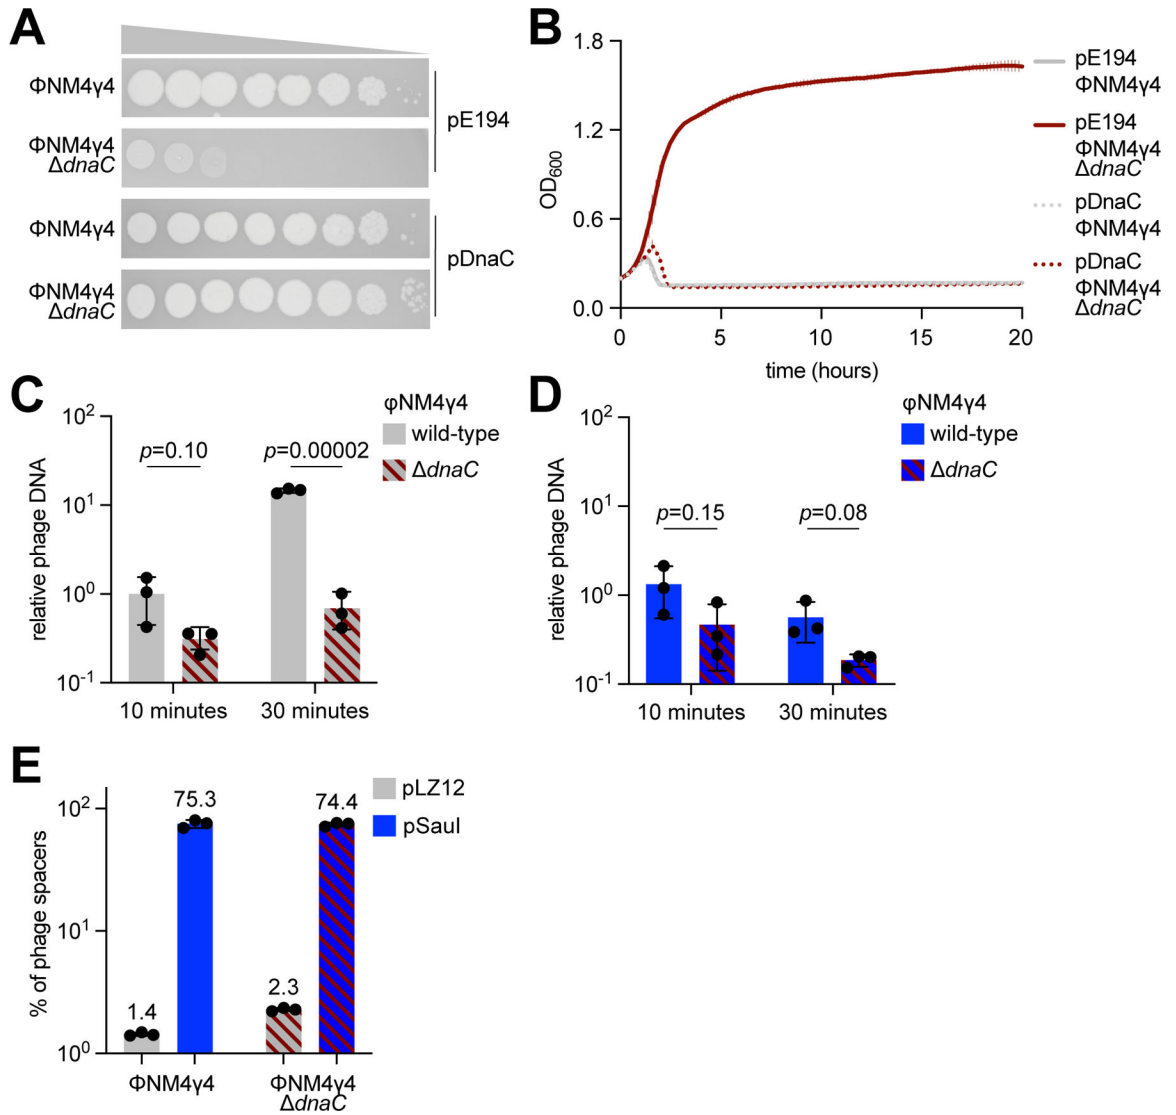 A
ΦNM4γ4
ΦNM4γ4
ΔdnaC
pE194
ΦNM4γ4
ΦNM4γ4
ΔdnaC
pDnaC
B
OD600
1.8
1.2
0.6
0.0
0
5
10
15
20
time (hours)
pE194
ΦNM4γ4
pE194
ΦNM4γ4
ΔdnaC
pDnaC
ΦNM4γ4
pDnaC
ΦNM4γ4
ΔdnaC
C
φNM4γ4
wild-type
ΔdnaC
relative phage DNA
10²
10¹
10⁰
10⁻¹
p=0.10
p=0.00002
10 minutes
30 minutes
D
φNM4γ4
wild-type
ΔdnaC
relative phage DNA
10²
10¹
10⁰
10⁻¹
p=0.15
p=0.08
10 minutes
30 minutes
E
pLZ12
pSauI
% of phage spacers
10²
10¹
10⁰
1.4
75.3
2.3
74.4
ΦNM4γ4
ΦNM4γ4
ΔdnaC